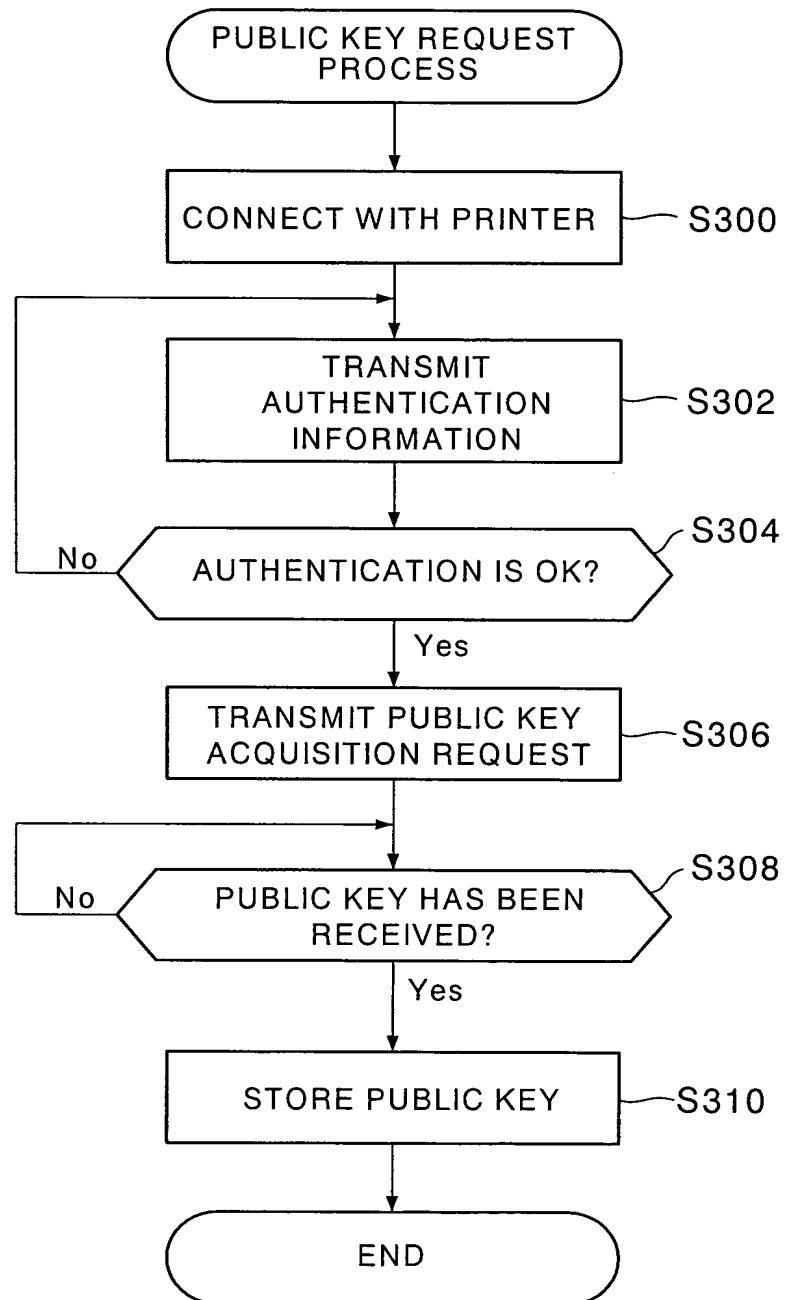 PUBLIC KEY REQUEST
PROCESS
CONNECT WITH PRINTER
S300
TRANSMIT
AUTHENTICATION
INFORMATION
S302
S304
AUTHENTICATION IS OK?
No
Yes
TRANSMIT PUBLIC KEY
ACQUISITION REQUEST
S306
S308
PUBLIC KEY HAS BEEN
RECEIVED?
No
Yes
STORE PUBLIC KEY
S310
END